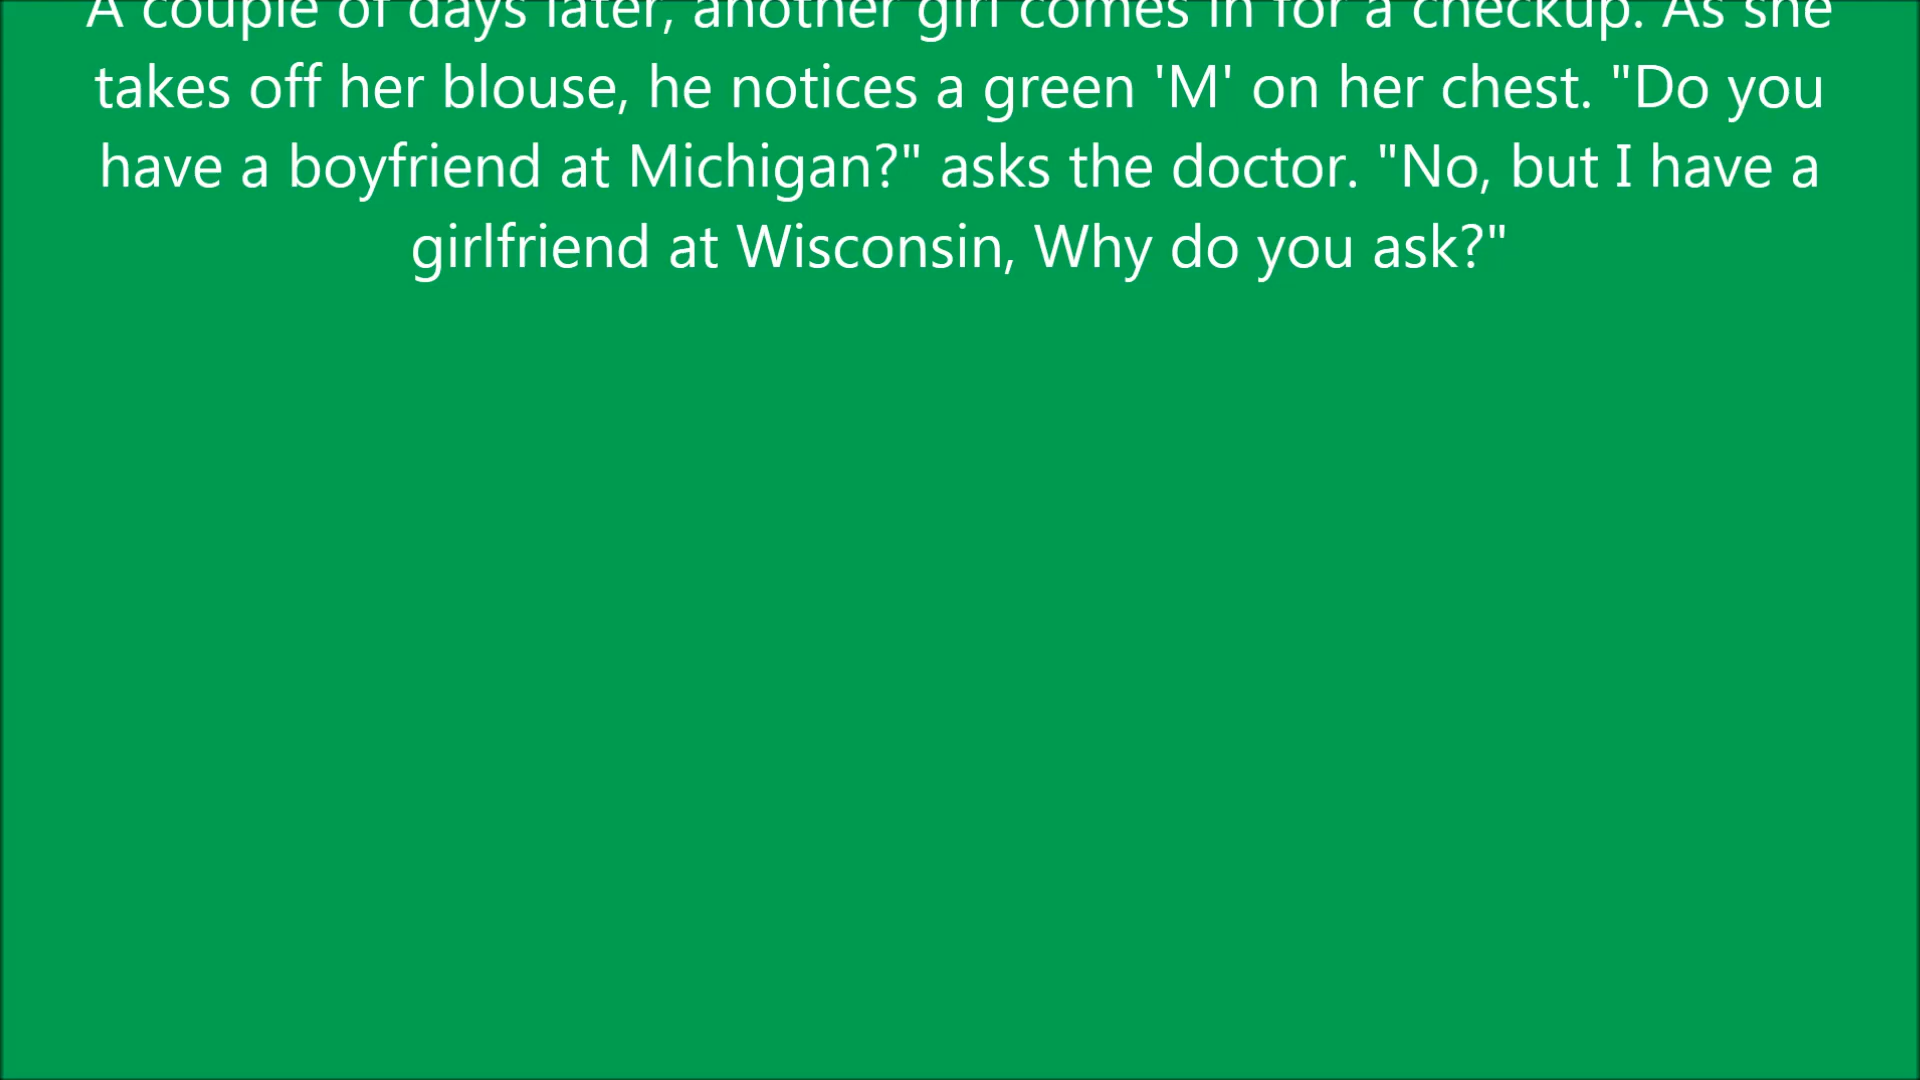 A couple of days later, another girl comes in for a checkup. As she
takes off her blouse, he notices a green 'M' on her chest. "Do you
have a boyfriend at Michigan?" asks the doctor. "No, but I have a
girlfriend at Wisconsin, Why do you ask?"